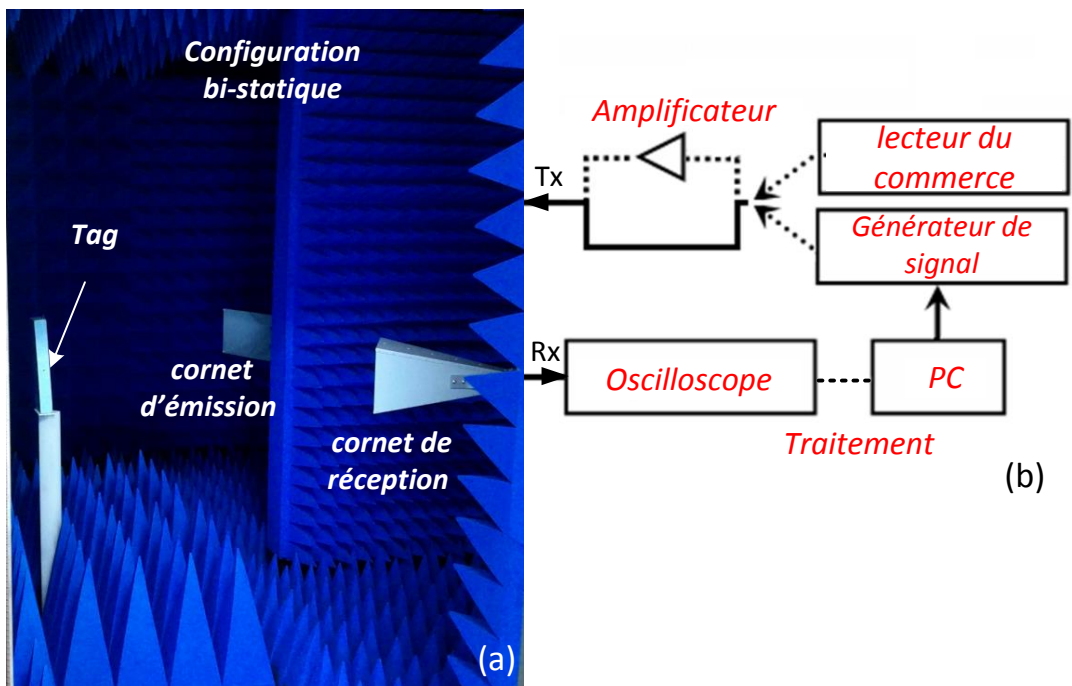 Configuration
bi-statique
Tag
cornet
d'émission
cornet de
réception
(a)
Amplificateur
Tx
lecteur du
commerce
Générateur de
signal
Rx
Oscilloscope
PC
Traitement
(b)